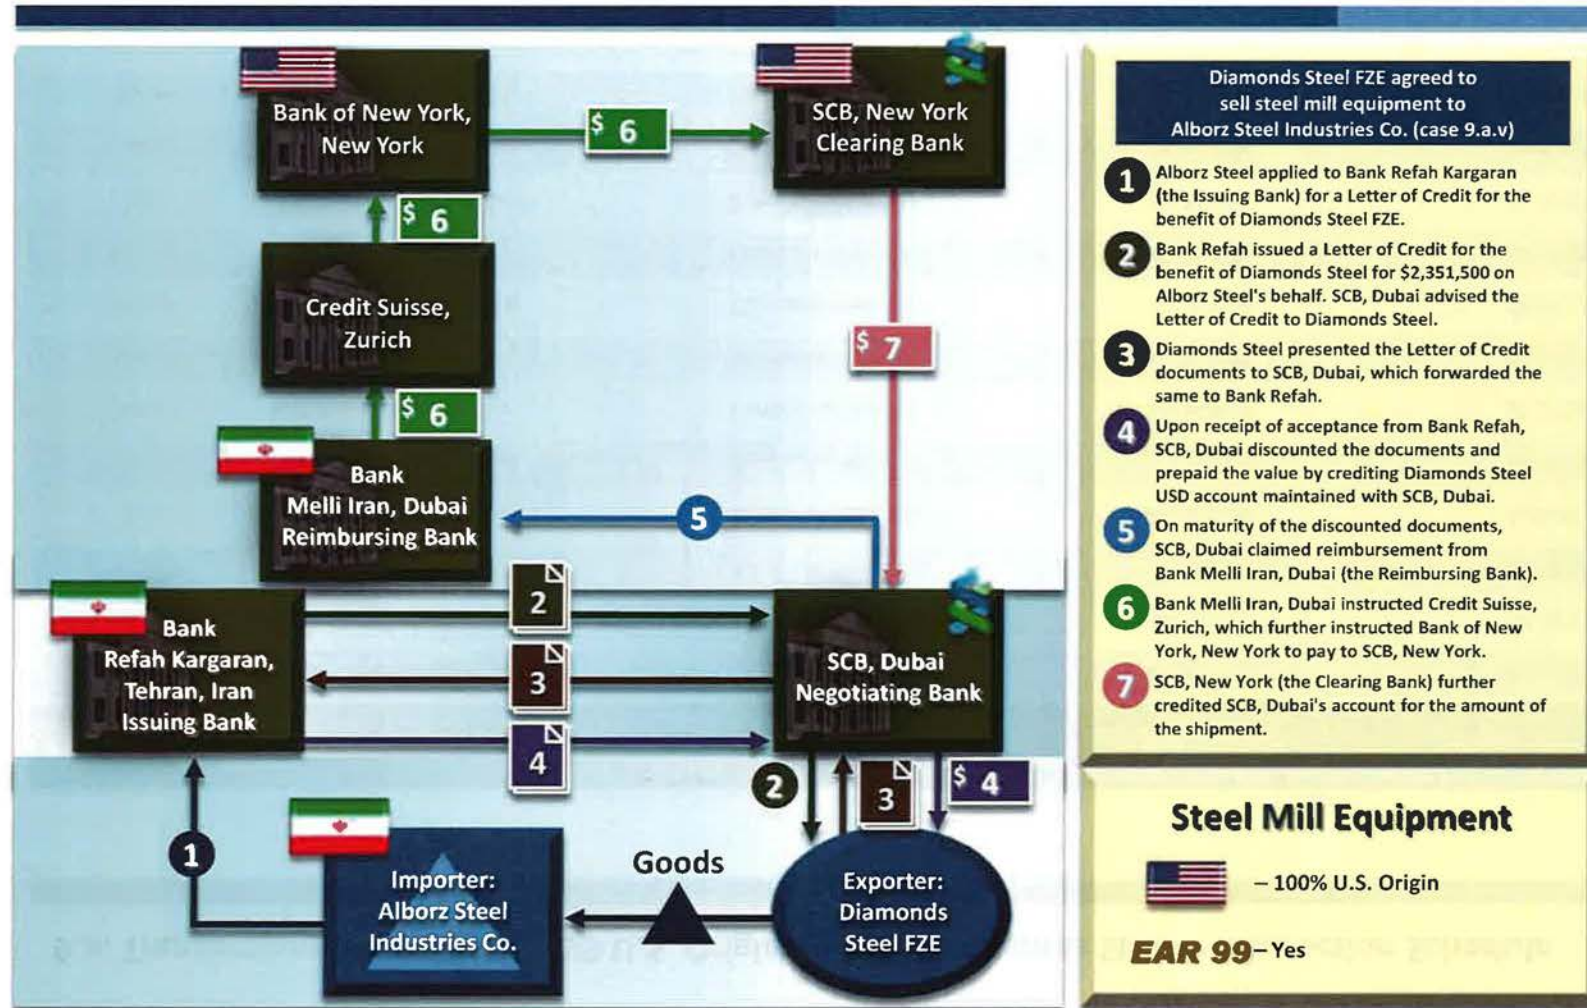 Bank of New York,
New York
$ 6
SCB, New York
Clearing Bank
$ 6
Credit Suisse,
Zurich
$ 7
$ 6
Bank
Melli Iran, Dubai
Reimbursing Bank
5
Bank
Refah Kargaran,
Tehran, Iran
Issuing Bank
2
3
4
SCB, Dubai
Negotiating Bank
2
3
$ 4
1
Importer:
Alborz Steel
Industries Co.
Goods
Exporter:
Diamonds
Steel FZE
Diamonds Steel FZE agreed to
sell steel mill equipment to
Alborz Steel Industries Co. (case 9.a.v)
1 Alborz Steel applied to Bank Refah Kargaran
(the Issuing Bank) for a Letter of Credit for the
benefit of Diamonds Steel FZE.
2 Bank Refah issued a Letter of Credit for the
benefit of Diamonds Steel for $2,351,500 on
Alborz Steel's behalf. SCB, Dubai advised the
Letter of Credit to Diamonds Steel.
3 Diamonds Steel presented the Letter of Credit
documents to SCB, Dubai, which forwarded the
same to Bank Refah.
4 Upon receipt of acceptance from Bank Refah,
SCB, Dubai discounted the documents and
prepaid the value by crediting Diamonds Steel
USD account maintained with SCB, Dubai.
5 On maturity of the discounted documents,
SCB, Dubai claimed reimbursement from
Bank Melli Iran, Dubai (the Reimbursing Bank).
6 Bank Melli Iran, Dubai instructed Credit Suisse,
Zurich, which further instructed Bank of New
York, New York to pay to SCB, New York.
7 SCB, New York (the Clearing Bank) further
credited SCB, Dubai's account for the amount of
the shipment.
Steel Mill Equipment
– 100% U.S. Origin
EAR 99 – Yes